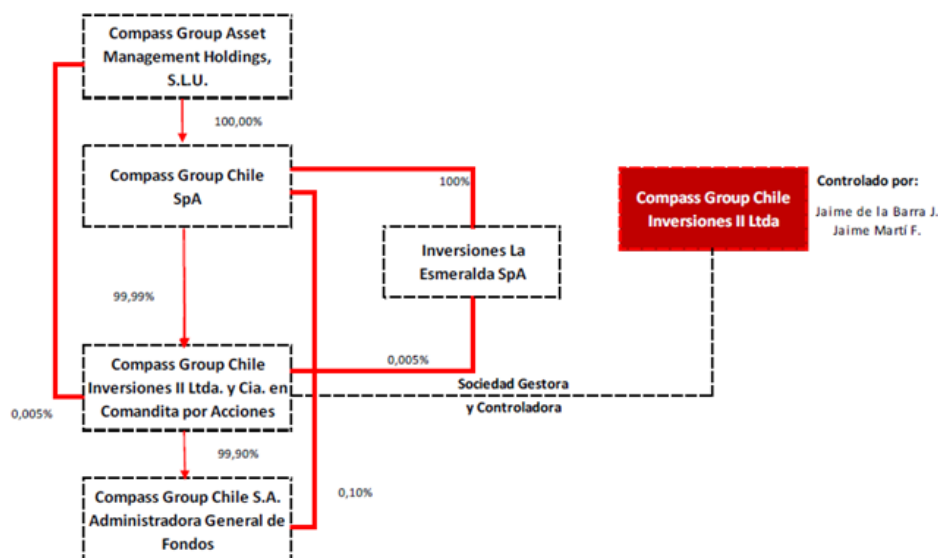 Compass Group Asset
Management Holdings,
S.L.U.
100,00%
Compass Group Chile
SpA
100%
Compass Group Chile
Inversiones II Ltda
Controlado por:
Jaime de la Barra J.
Jaime Martí F.
Inversiones La
Esmeralda SpA
99,99%
Compass Group Chile
Inversiones II Ltda. y Cia. en
Comandita por Acciones
0,005%
0,005%
Sociedad Gestora
y Controladora
99,90%
Compass Group Chile S.A.
Administradora General de
Fondos
0,10%